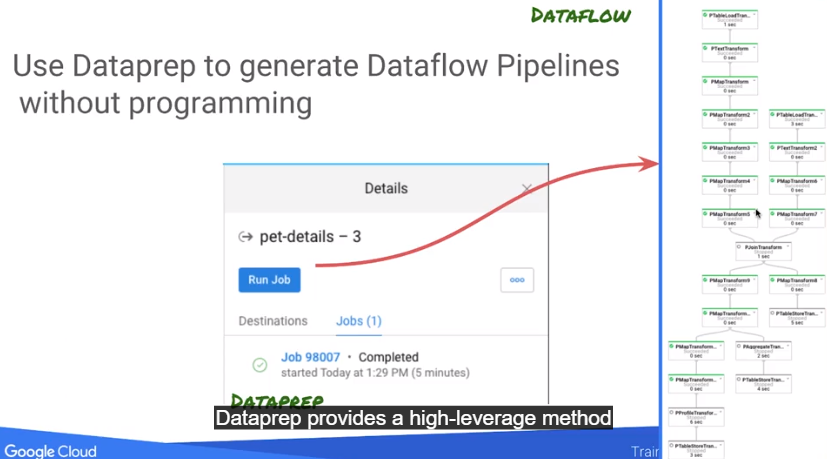 DATAFLOW
Use Dataprep to generate Dataflow Pipelines
without programming
Details
pet-details – 3
Run Job
Destinations
Jobs (1)
Job 98007 • Completed
started Today at 1:29 PM (5 minutes)
DATAPREP
Dataprep provides a high-leverage method
Google Cloud
Train
PTableLoadTran...
Succeeded
1 sec
PTextTransform
Succeeded
0 sec
PMapTransform
Succeeded
0 sec
PMapTransform2
Succeeded
0 sec
PTableLoadTran...
Succeeded
3 sec
PMapTransform3
Succeeded
0 sec
PTextTransform2
Succeeded
0 sec
PMapTransform4
Succeeded
0 sec
PMapTransform6
Succeeded
0 sec
PMapTransform5
Succeeded
0 sec
PMapTransform7
Succeeded
0 sec
PJoinTransform
Stopped
1 sec
PMapTransform9
Succeeded
0 sec
PMapTransform8
Succeeded
0 sec
PMapTransform...
Succeeded
0 sec
PTableStoreTran...
Stopped
5 sec
PMapTransform...
Succeeded
0 sec
PAggregateTran...
Stopped
2 sec
PMapTransform...
Succeeded
0 sec
PTableStoreTran...
Stopped
4 sec
PProfileTransfor...
Stopped
6 sec
PTableStoreTran...
Stopped
3 sec